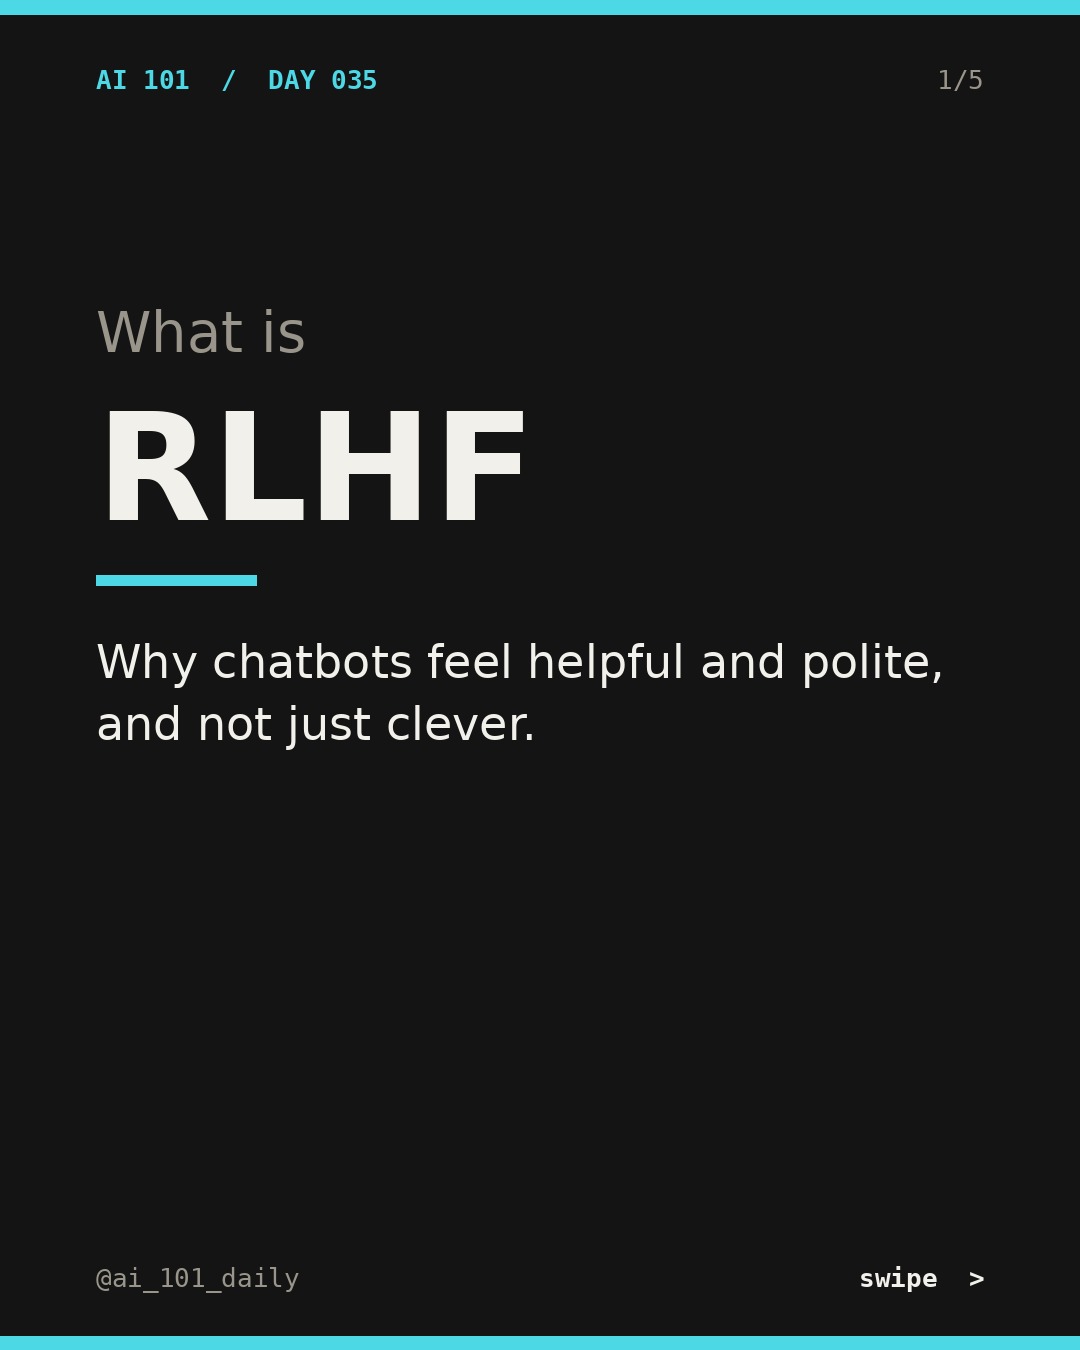 AI 101 / DAY 035
1/5
What is
RLHF
Why chatbots feel helpful and polite,
and not just clever.
@ai_101_daily
swipe >